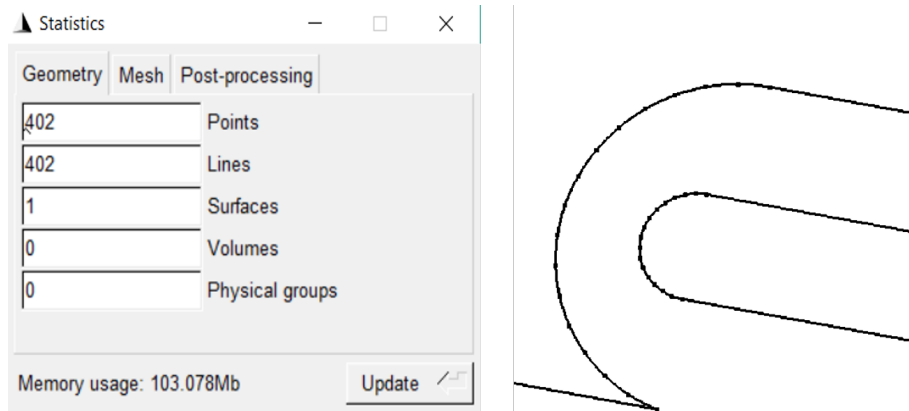 Statistics
Geometry Mesh Post-processing
402 Points
402 Lines
1 Surfaces
0 Volumes
0 Physical groups
Memory usage: 103.078Mb Update